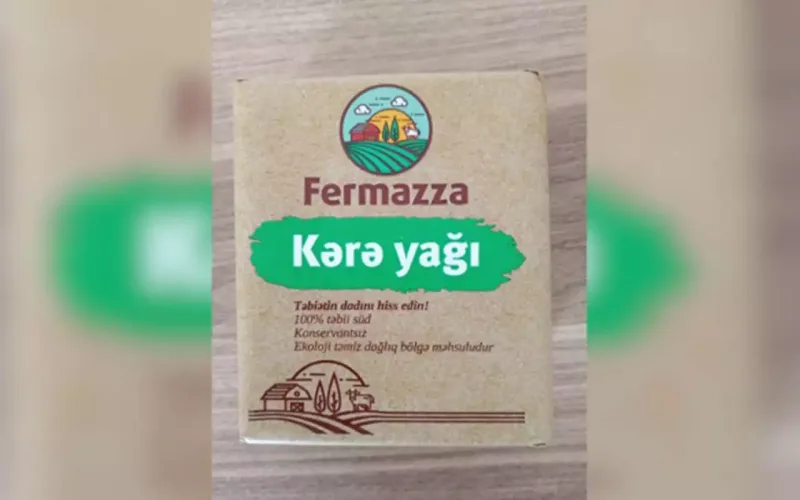 Fermazza
Kərə yağı
Təbiətin dadını hiss edin!
100% təbii süd
Konservantsız
Ekoloji təmiz dağlıq bölgə məhsuludur